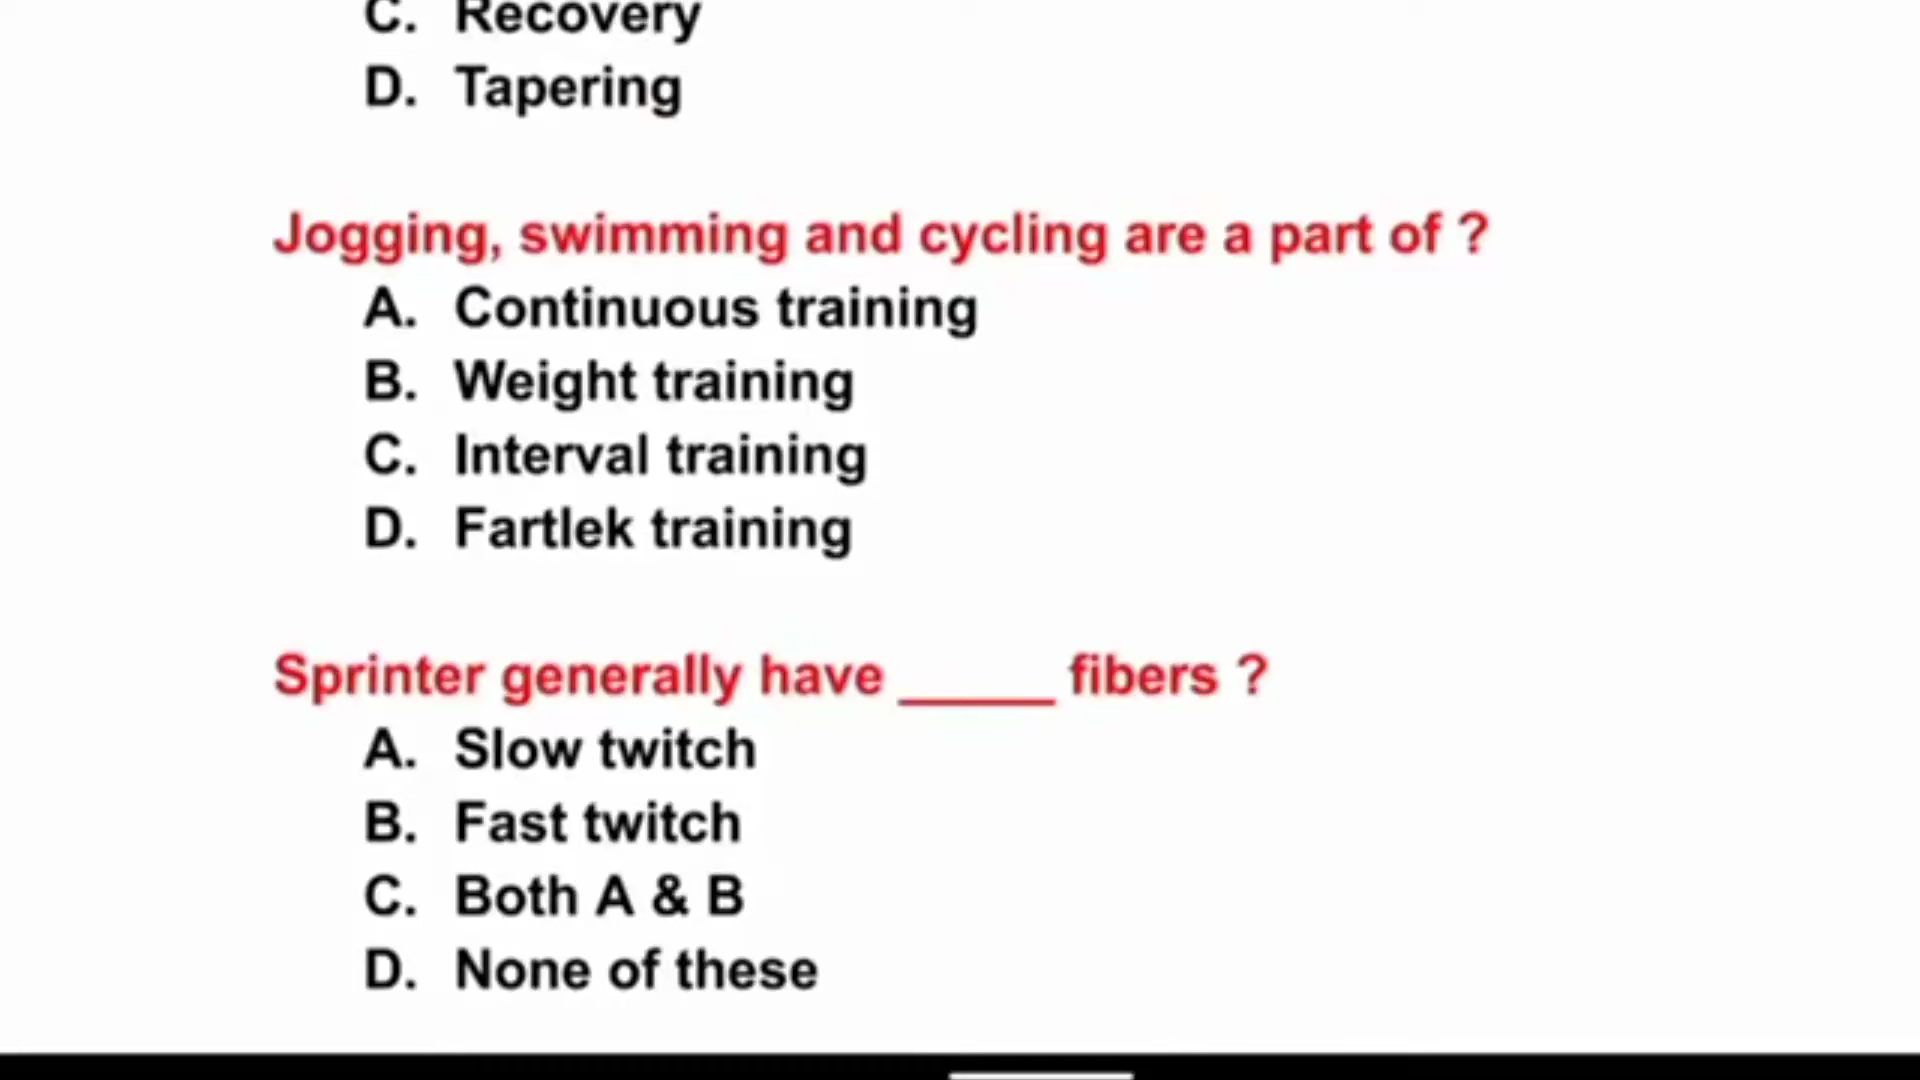 C. Recovery
D. Tapering
Jogging, swimming and cycling are a part of ?
A. Continuous training
B. Weight training
C. Interval training
D. Fartlek training
Sprinter generally have _____ fibers ?
A. Slow twitch
B. Fast twitch
C. Both A & B
D. None of these